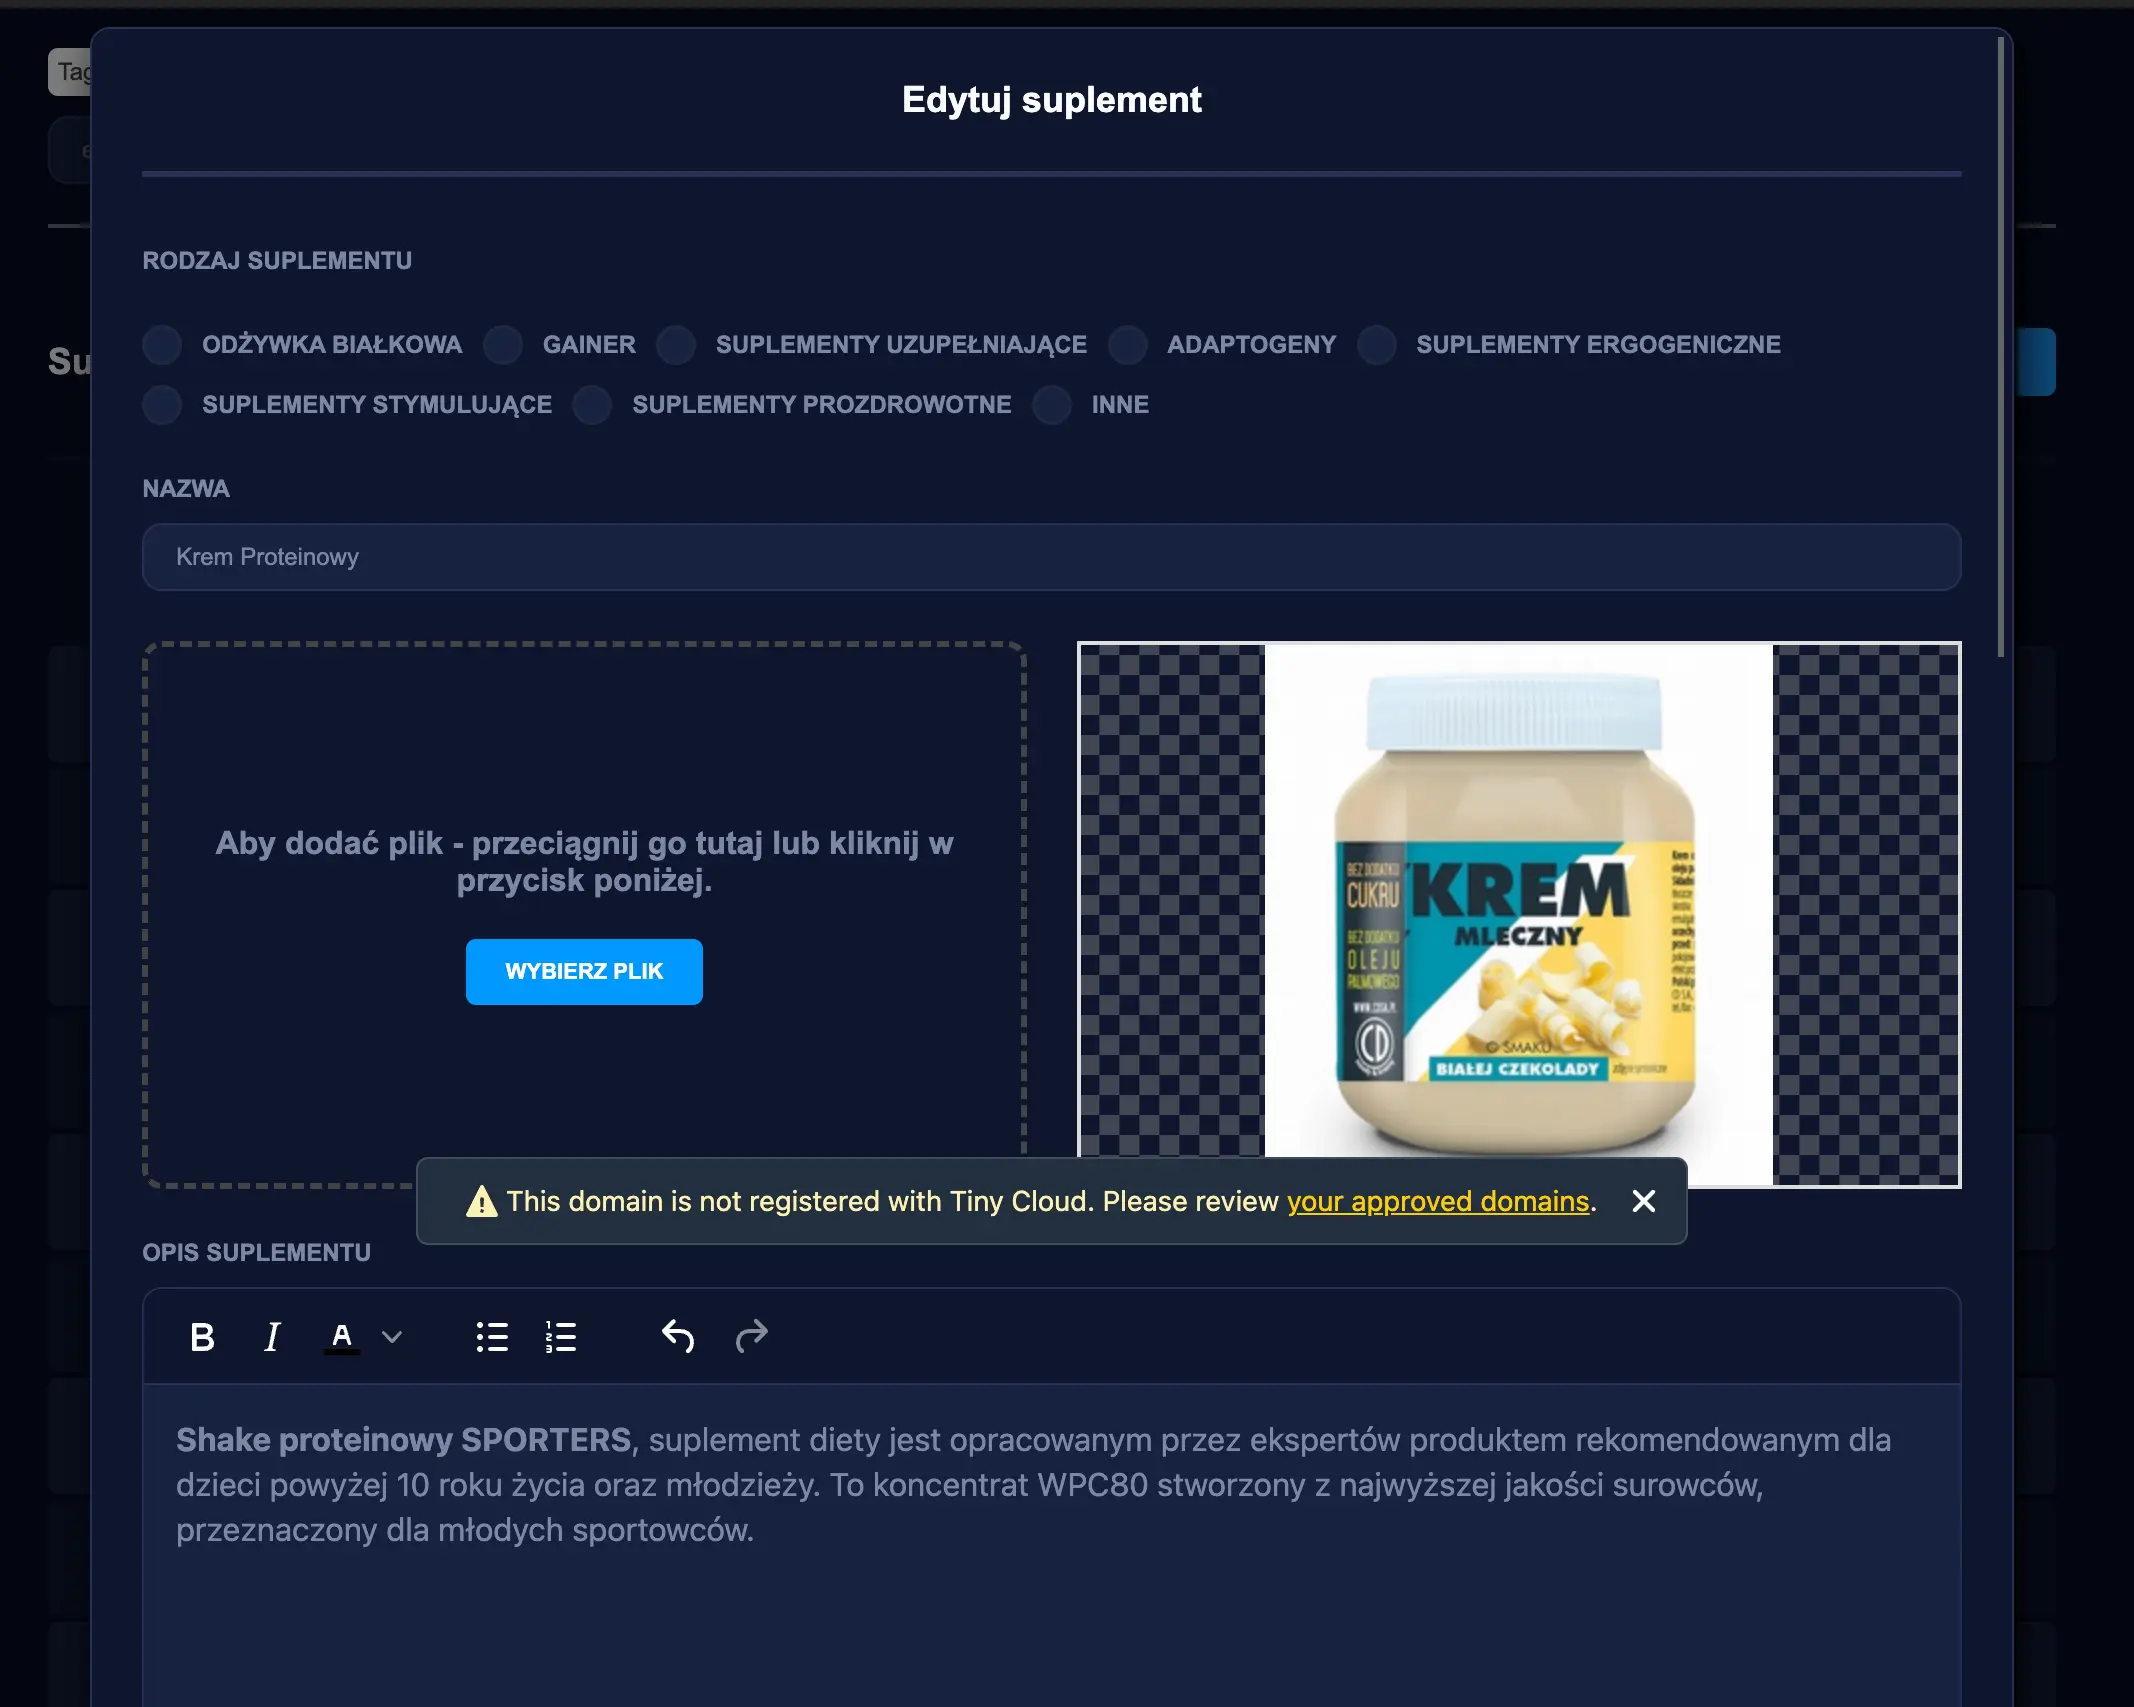 Tag
Edytuj suplement
RODZAJ SUPLEMENTU
Su
ODŻYWKA BIAŁKOWA GAINER SUPLEMENTY UZUPEŁNIAJĄCE ADAPTOGENY SUPLEMENTY ERGOGENICZNE
SUPLEMENTY STYMULUJĄCE SUPLEMENTY PROZDROWOTNE INNE
NAZWA
Krem Proteinowy
Aby dodać plik - przeciągnij go tutaj lub kliknij w
przycisk poniżej.
WYBIERZ PLIK
BEZ DODATKU
CUKRU
BEZ DODATKU
OLEJU
PALMOWEGO
WWW.CDSA.PL
CD
KREM
MLECZNY
O SMAKU
BIAŁEJ CZEKOLADY
This domain is not registered with Tiny Cloud. Please review your approved domains.
OPIS SUPLEMENTU
B I A
Shake proteinowy SPORTERS, suplement diety jest opracowanym przez ekspertów produktem rekomendowanym dla
dzieci powyżej 10 roku życia oraz młodzieży. To koncentrat WPC80 stworzony z najwyższej jakości surowców,
przeznaczony dla młodych sportowców.